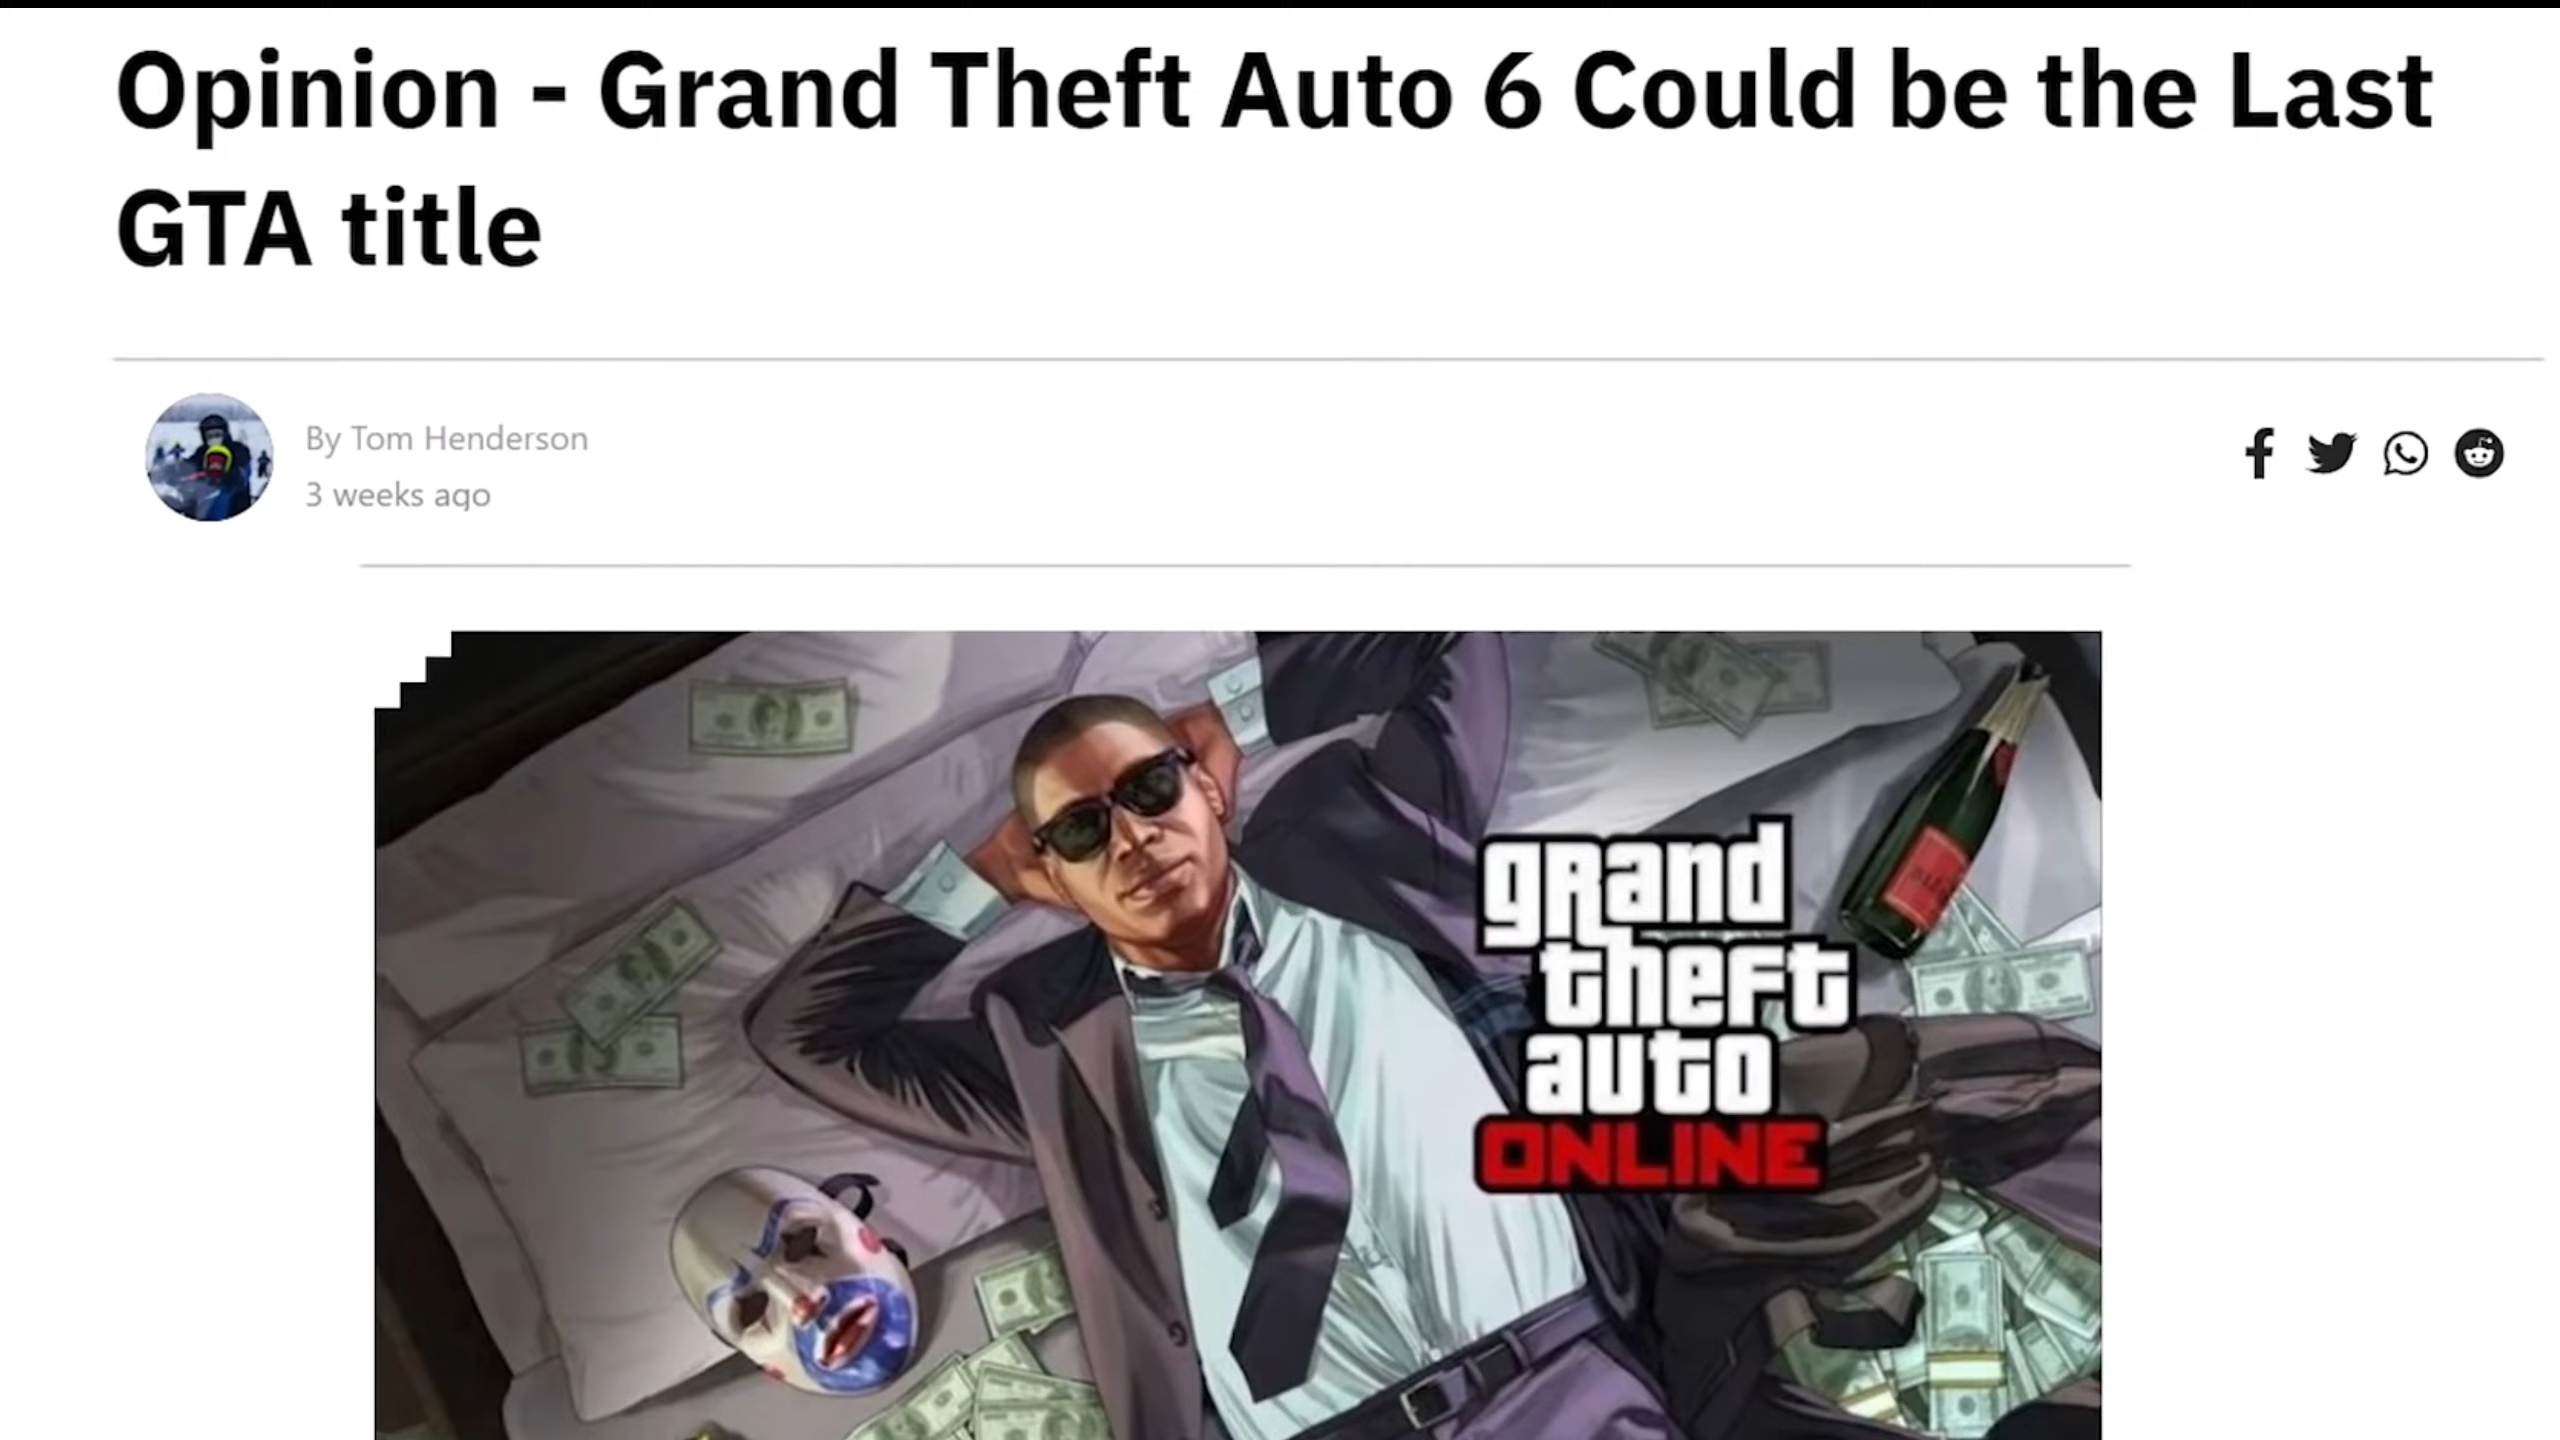 Opinion - Grand Theft Auto 6 Could be the Last
GTA title
By Tom Henderson
3 weeks ago
grand
theft
auto
ONLINE